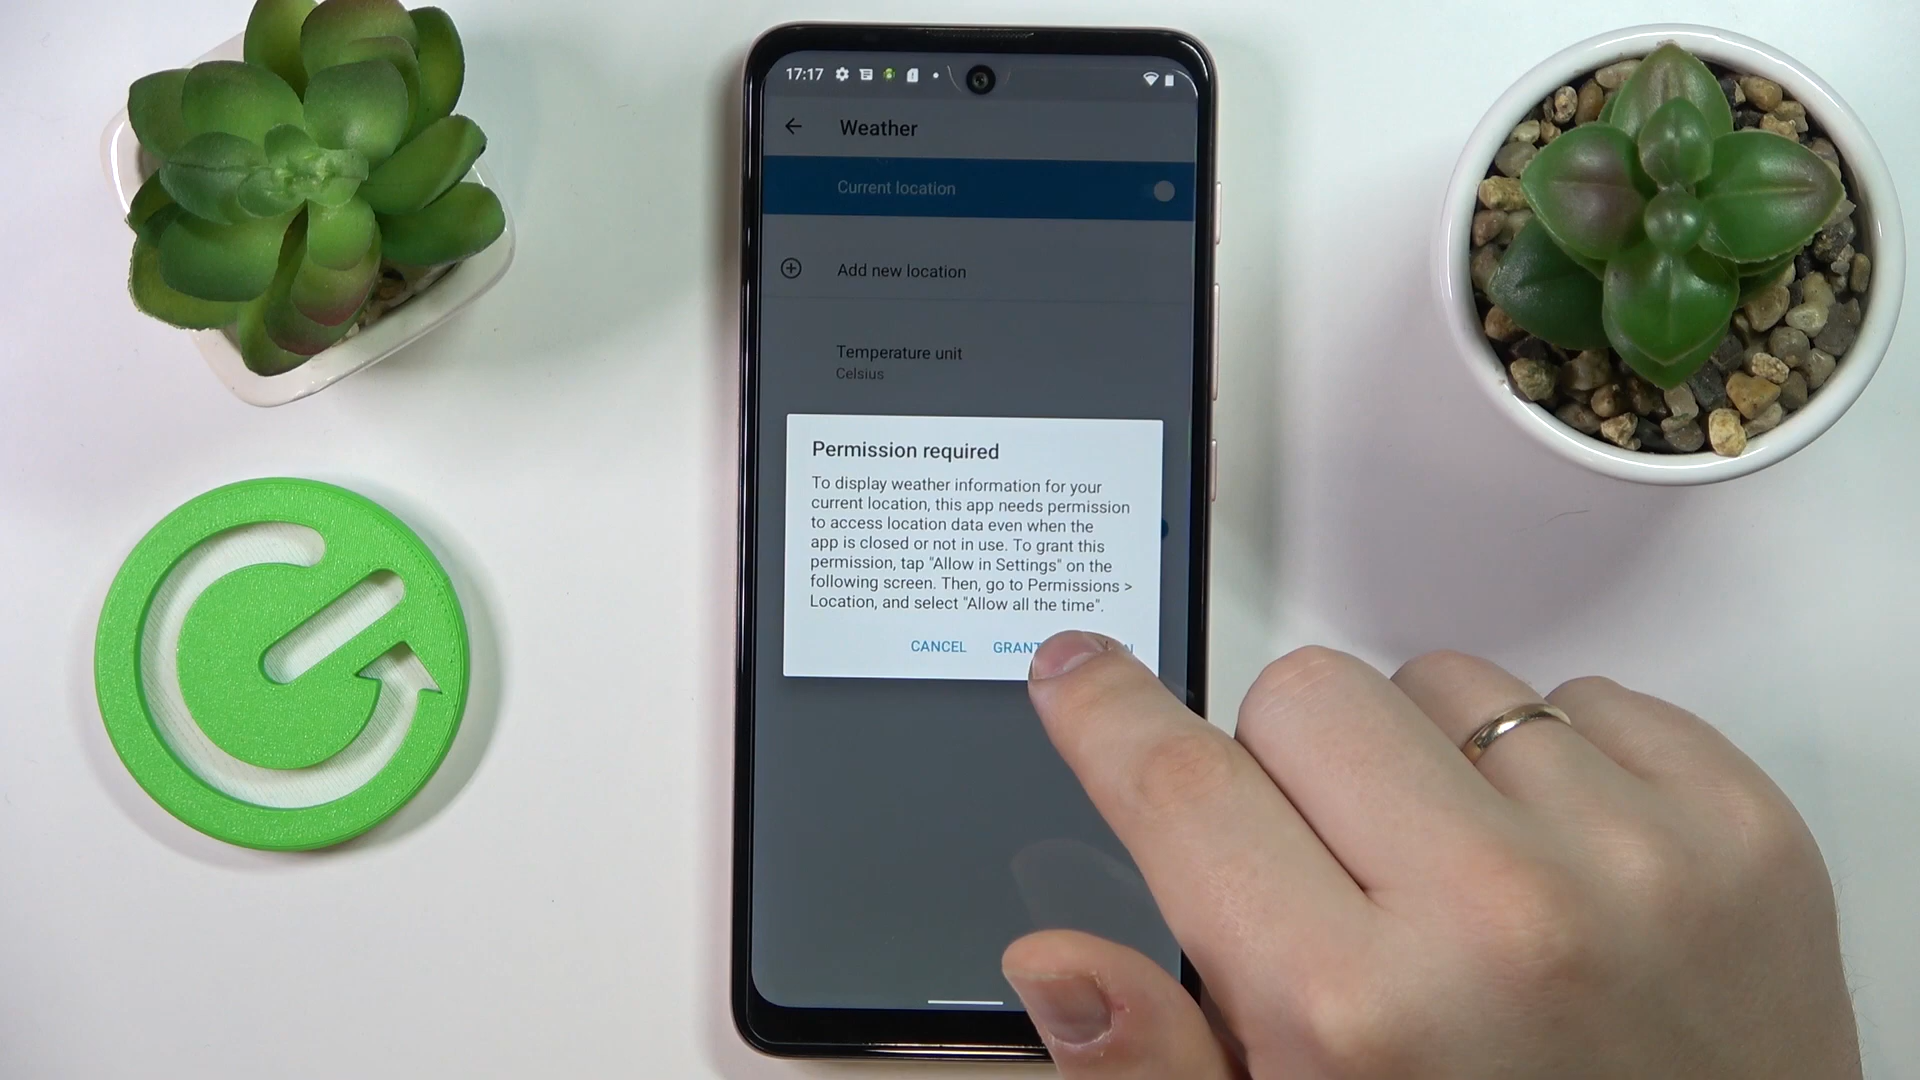 17:17
Weather
Current location
Add new location
Temperature unit
Celsius
Permission required
To display weather information for your
current location, this app needs permission
to access location data even when the
app is closed or not in use. To grant this
permission, tap "Allow in Settings" on the
following screen. Then, go to Permissions >
Location, and select "Allow all the time".
CANCEL GRANT